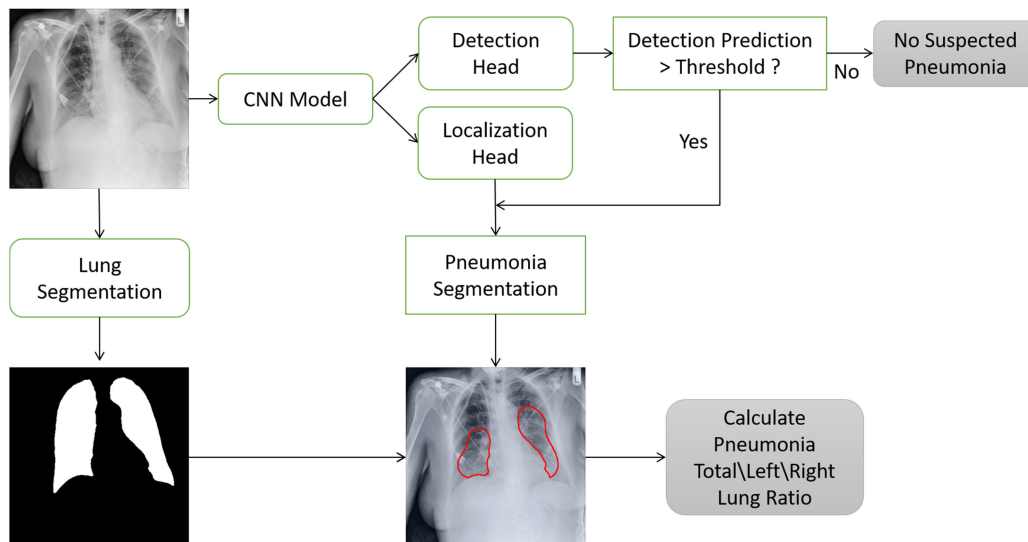 L
Detection
Head
Detection Prediction
> Threshold ?
No
No Suspected
Pneumonia
CNN Model
Localization
Head
Yes
Lung
Segmentation
Pneumonia
Segmentation
L
Calculate
Pneumonia
Total\Left\Right
Lung Ratio